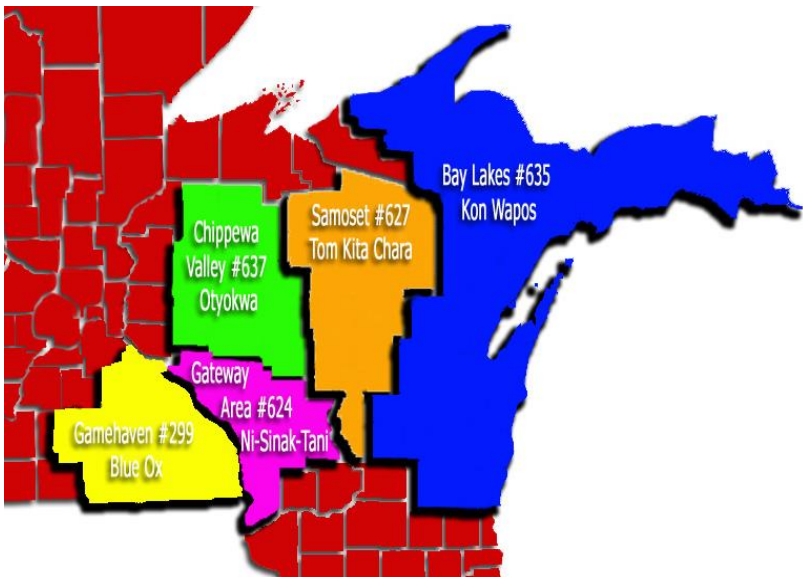 Bay Lakes #635
Kon Wapos
Samoset #627
Tom Kita Chara
Chippewa
Valley #637
Otyokwa
Gateway
Area #624
Ni-Sinak-Tani
Gamehaven #299
Blue Ox